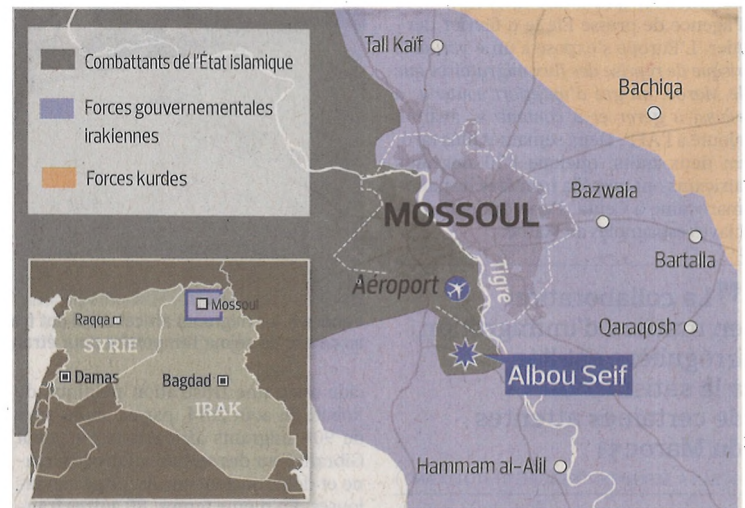 Combattants de l'État islamique
Forces gouvernementales
irakiennes
Forces kurdes
Tall Kaïf
Bachiqa
MOSSOUL
Bazwaia
Bartalla
Aéroport
Tigre
Qaraqosh
Albou Seif
Hammam al-Alil
Mossoul
Raqqa
SYRIE
Damas
Bagdad
IRAK